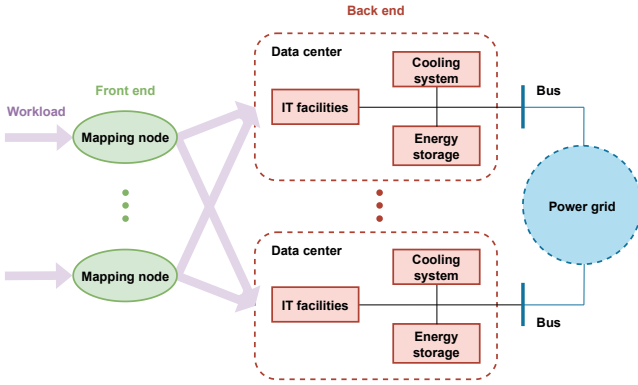 Back end
Data center
Cooling
system
Front end
Bus
Workload
IT facilities
Mapping node
Energy
storage
Power grid
Data center
Cooling
system
Mapping node
IT facilities
Bus
Energy
storage